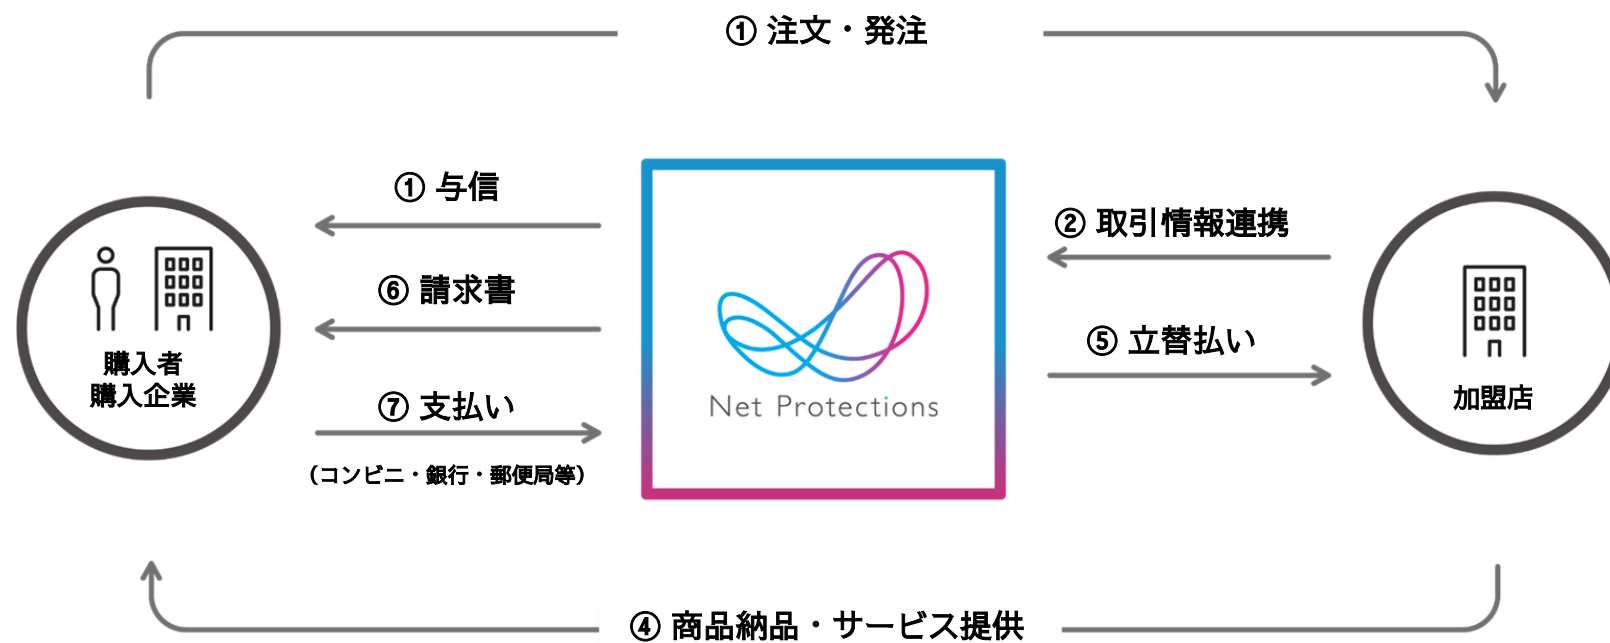 ① 注文・発注
① 与信
② 取引情報連携
⑥ 請求書
⑤ 立替払い
購入者
購入企業
⑦ 支払い
（コンビニ・銀行・郵便局等）
Net Protections
加盟店
④ 商品納品・サービス提供